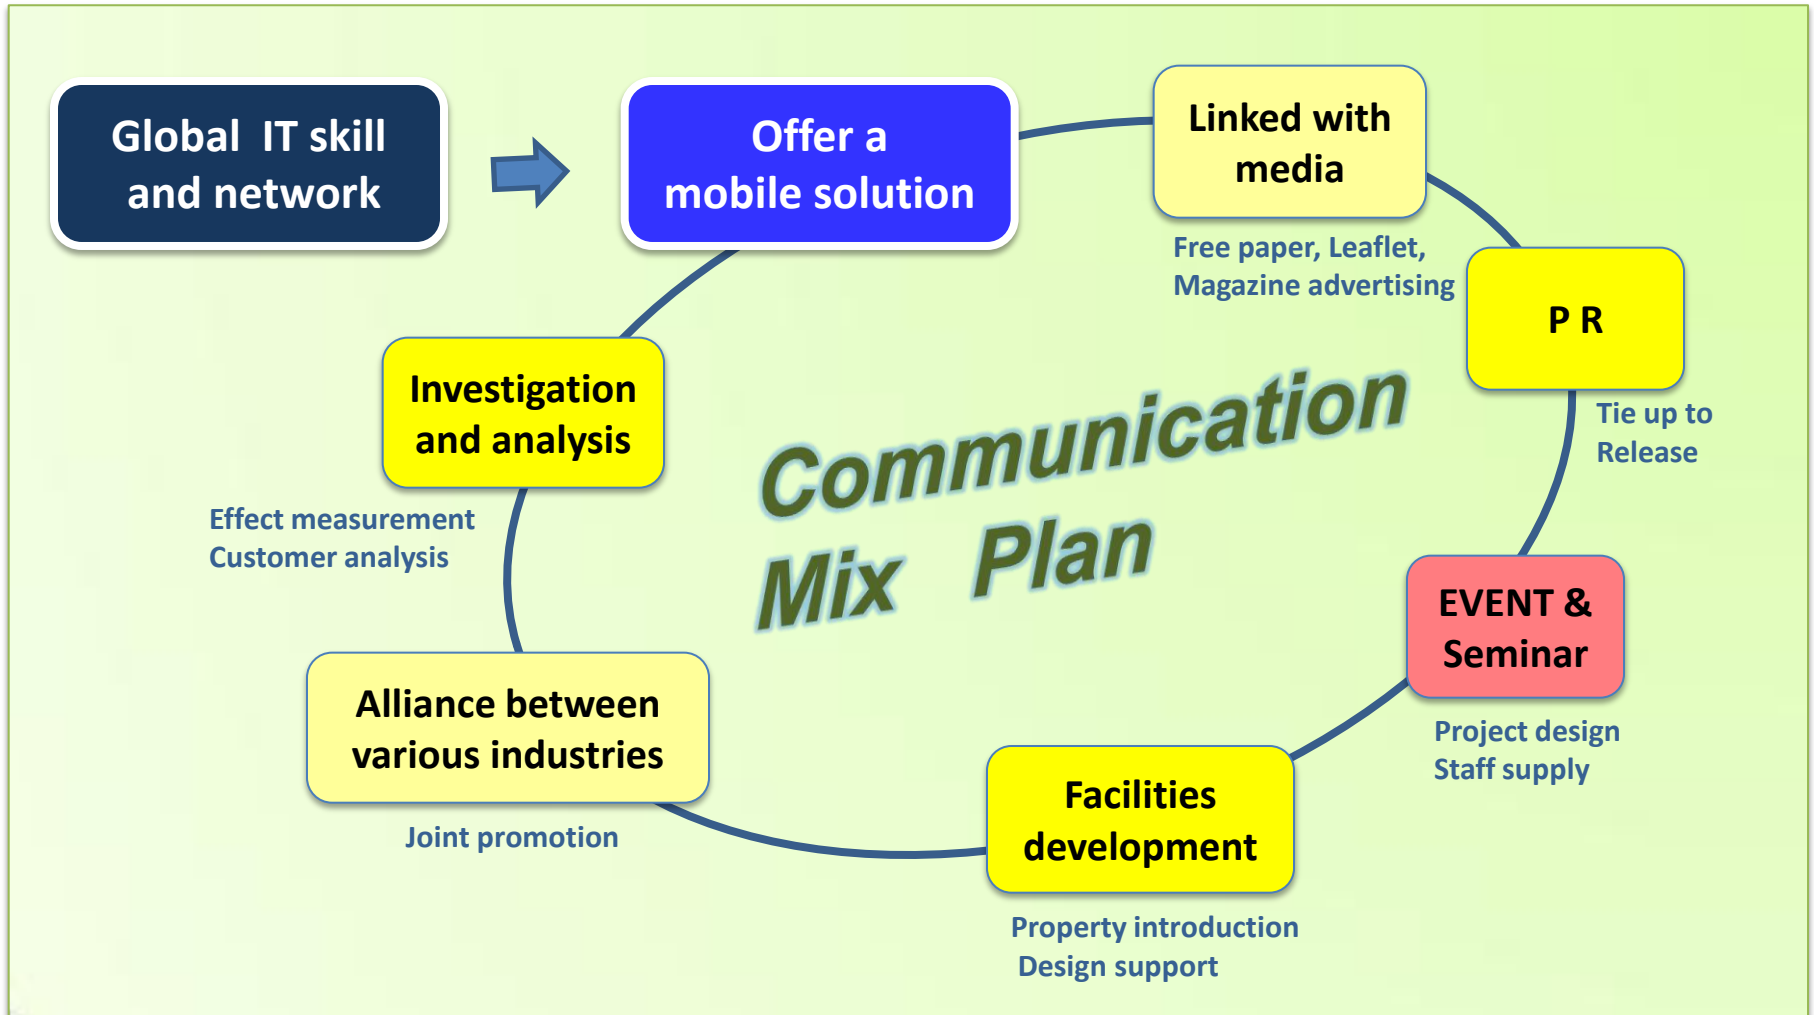 Global IT skill
and network
Offer a
mobile solution
Linked with
media
Free paper, Leaflet,
Magazine advertising
P R
Tie up to
Release
Investigation
and analysis
Effect measurement
Customer analysis
Communication
Mix Plan
EVENT &
Seminar
Project design
Staff supply
Alliance between
various industries
Joint promotion
Facilities
development
Property introduction
Design support